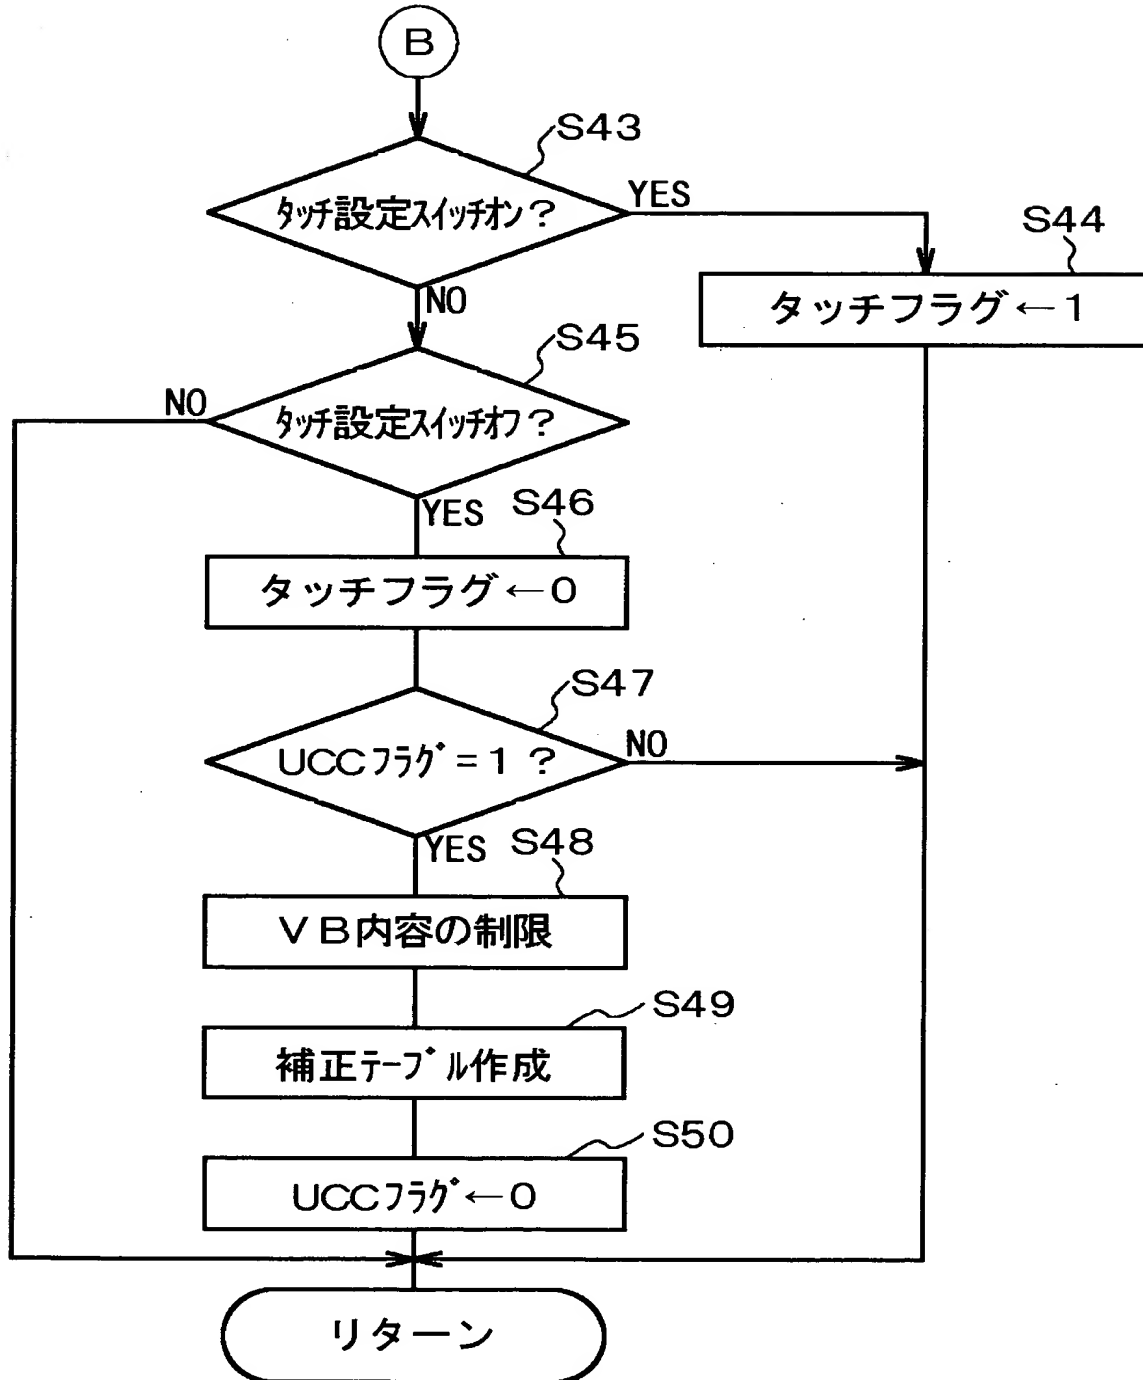 B
S43
ﾀｯﾁ設定ｽｲｯﾁｵﾝ?
YES
S44
タッチフラグ←1
NO
S45
NO
ﾀｯﾁ設定ｽｲｯﾁｵﾌ?
YES
S46
タッチフラグ←0
S47
UCCﾌﾗｸﾞ=1?
NO
YES
S48
VB内容の制限
S49
補正ﾃｰﾌﾞﾙ作成
S50
UCCﾌﾗｸﾞ←0
リターン